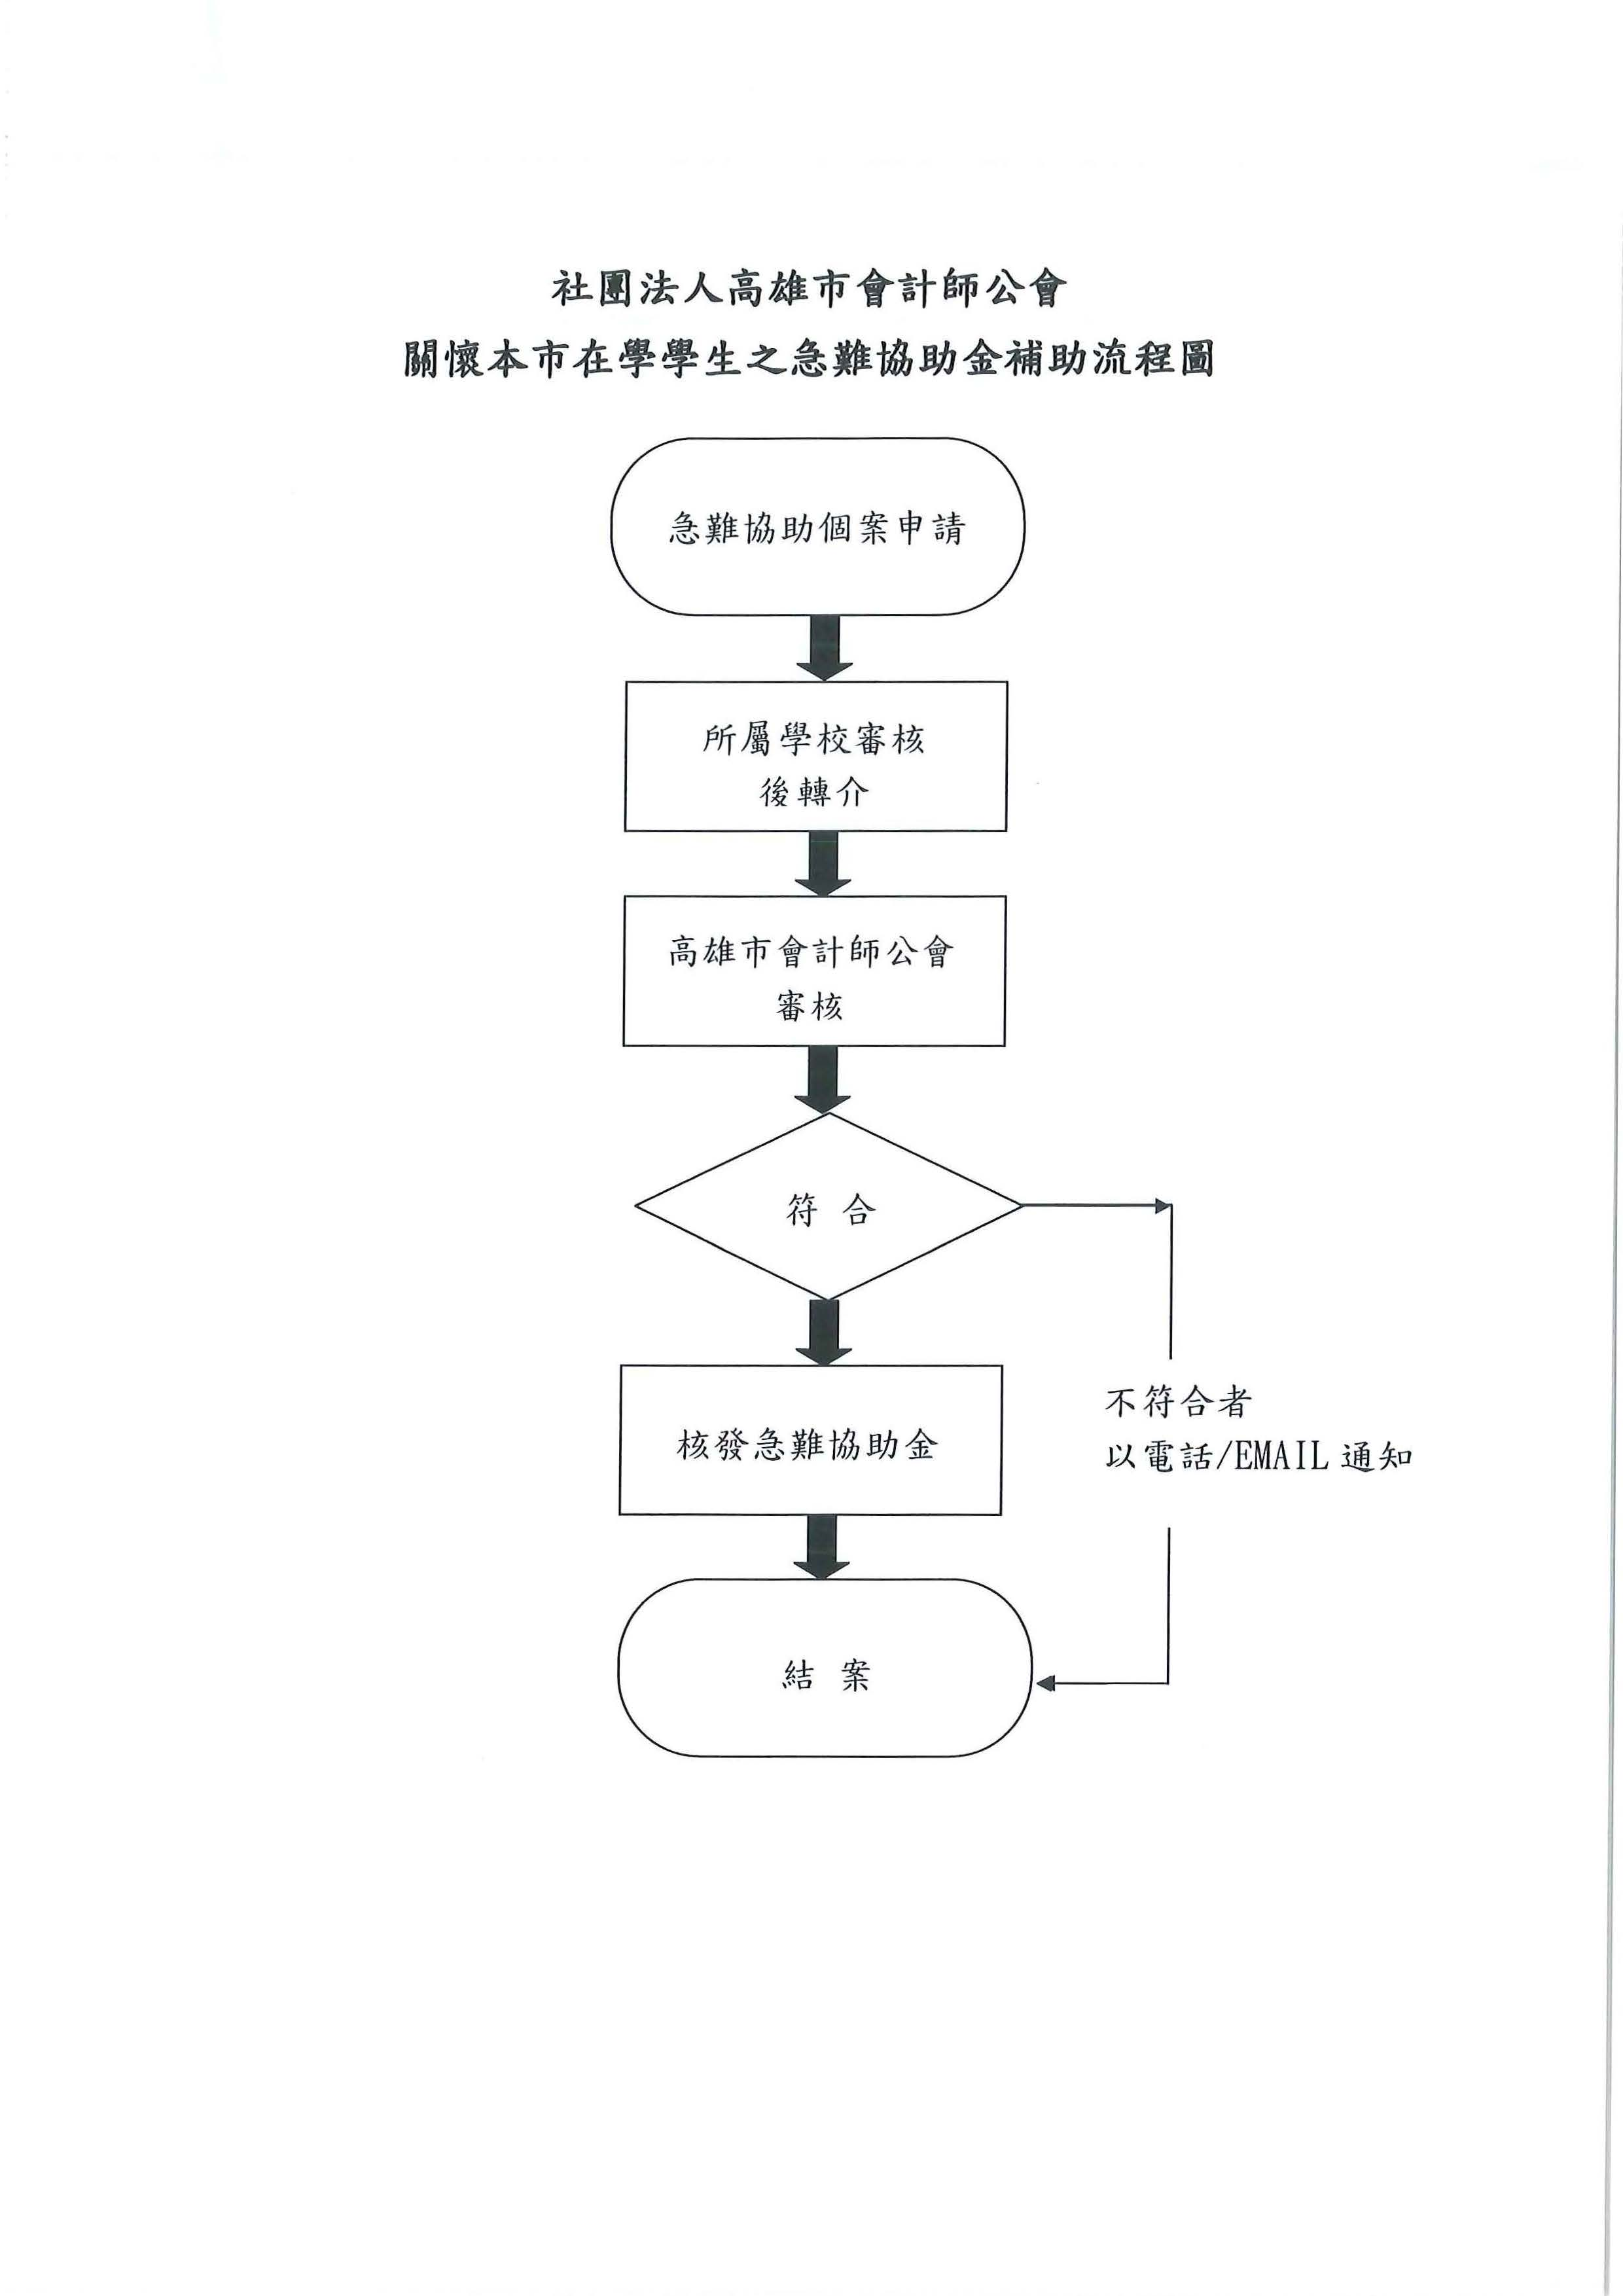 社團法人高雄市會計師公會
關懷本市在學學生之急難協助金補助流程圖
急難協助個案申請
所屬學校審核
後轉介
高雄市會計師公會
審核
符 合
核發急難協助金
不符合者
以電話/EMAIL 通知
結 案